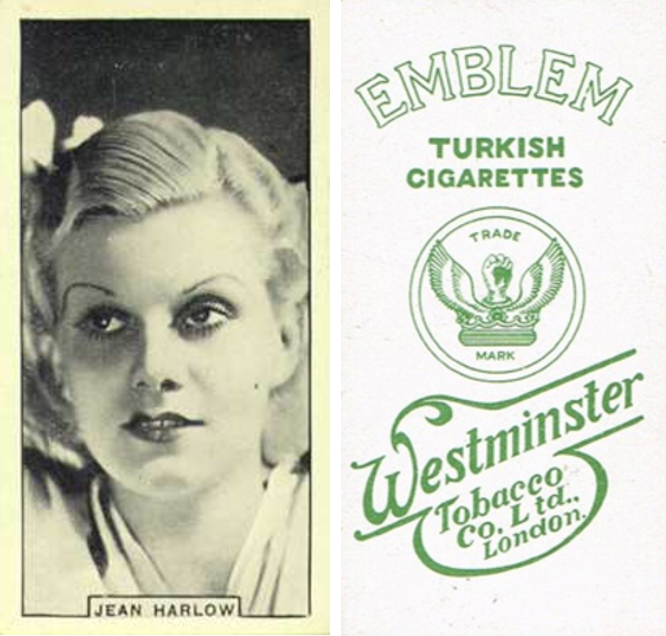 JEAN HARLOW
EMBLEM
TURKISH
CIGARETTES
TRADE
MARK
Westminster
Tobacco
Co. Ltd.,
London.